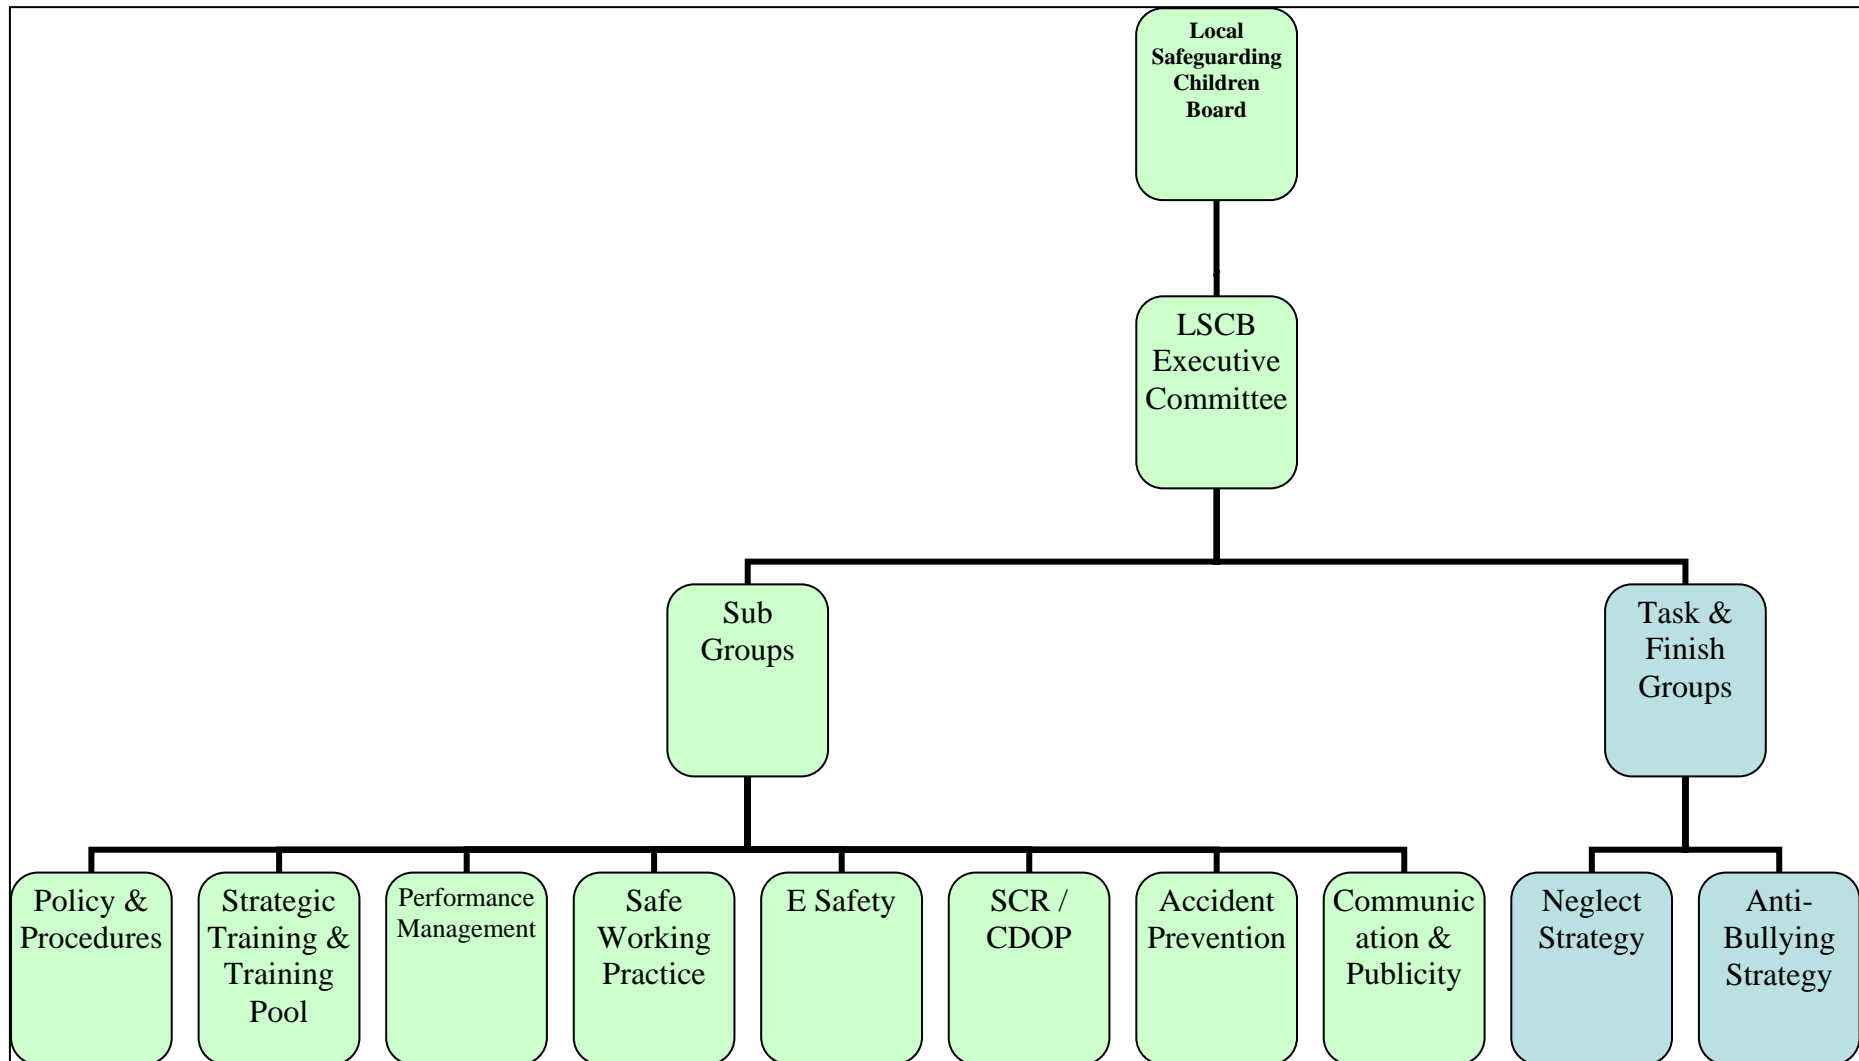 Local
Safeguarding
Children
Board
LSCB
Executive
Committee
Sub
Groups
Task &
Finish
Groups
Policy &
Procedures
Strategic
Training &
Training
Pool
Performance
Management
Safe
Working
Practice
E Safety
SCR /
CDOP
Accident
Prevention
Communic
ation &
Publicity
Neglect
Strategy
Anti-
Bullying
Strategy